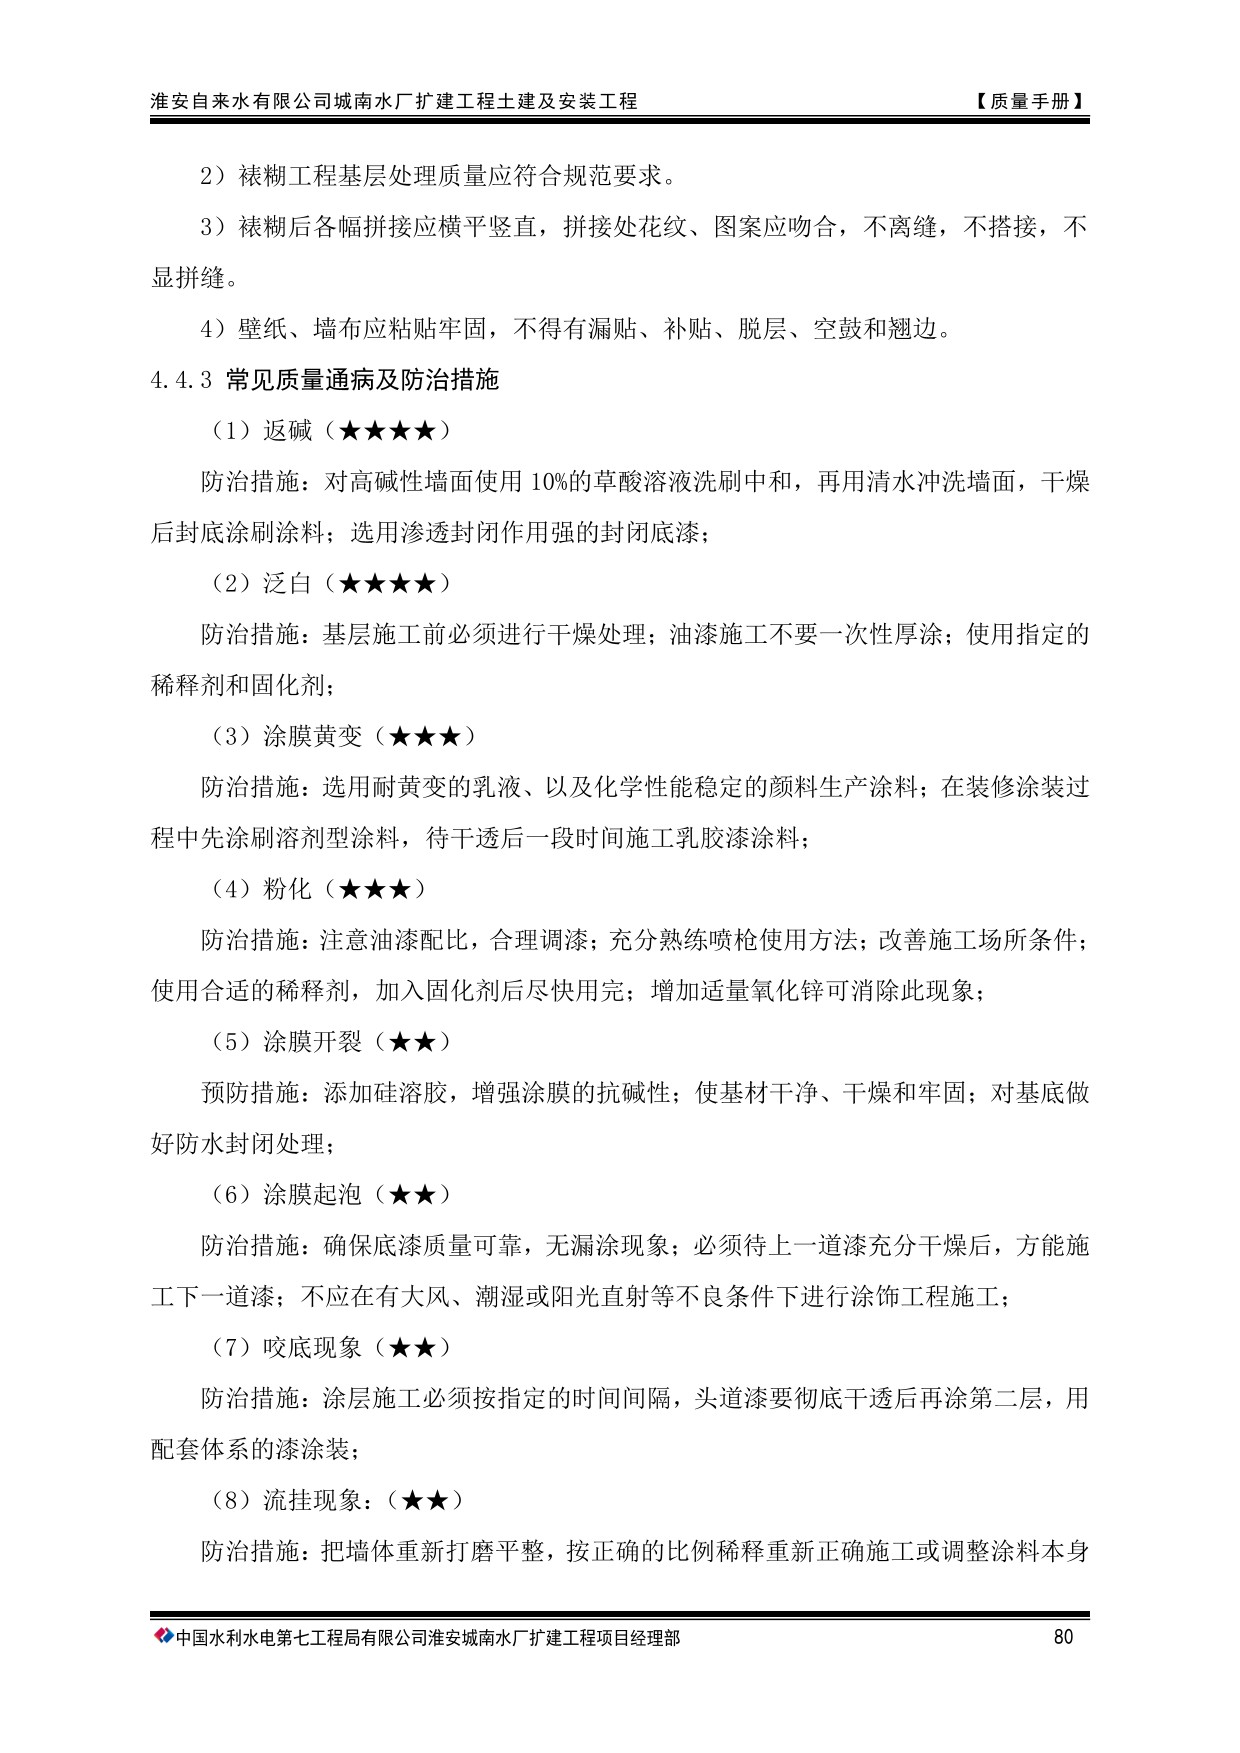 淮安自来水有限公司城南水厂扩建工程土建及安装工程 【质量手册】
2）裱糊工程基层处理质量应符合规范要求。
3）裱糊后各幅拼接应横平竖直，拼接处花纹、图案应吻合，不离缝，不搭接，不
显拼缝。
4）壁纸、墙布应粘贴牢固，不得有漏贴、补贴、脱层、空鼓和翘边。
4.4.3 常见质量通病及防治措施
（1）返碱（★★★★）
防治措施：对高碱性墙面使用 10%的草酸溶液洗刷中和，再用清水冲洗墙面，干燥
后封底涂刷涂料；选用渗透封闭作用强的封闭底漆；
（2）泛白（★★★★）
防治措施：基层施工前必须进行干燥处理；油漆施工不要一次性厚涂；使用指定的
稀释剂和固化剂；
（3）涂膜黄变（★★★）
防治措施：选用耐黄变的乳液、以及化学性能稳定的颜料生产涂料；在装修涂装过
程中先涂刷溶剂型涂料，待干透后一段时间施工乳胶漆涂料；
（4）粉化（★★★）
防治措施：注意油漆配比，合理调漆；充分熟练喷枪使用方法；改善施工场所条件；
使用合适的稀释剂，加入固化剂后尽快用完；增加适量氧化锌可消除此现象；
（5）涂膜开裂（★★）
预防措施：添加硅溶胶，增强涂膜的抗碱性；使基材干净、干燥和牢固；对基底做
好防水封闭处理；
（6）涂膜起泡（★★）
防治措施：确保底漆质量可靠，无漏涂现象；必须待上一道漆充分干燥后，方能施
工下一道漆；不应在有大风、潮湿或阳光直射等不良条件下进行涂饰工程施工；
（7）咬底现象（★★）
防治措施：涂层施工必须按指定的时间间隔，头道漆要彻底干透后再涂第二层，用
配套体系的漆涂装；
（8）流挂现象：（★★）
防治措施：把墙体重新打磨平整，按正确的比例稀释重新正确施工或调整涂料本身
中国水利水电第七工程局有限公司淮安城南水厂扩建工程项目经理部 80